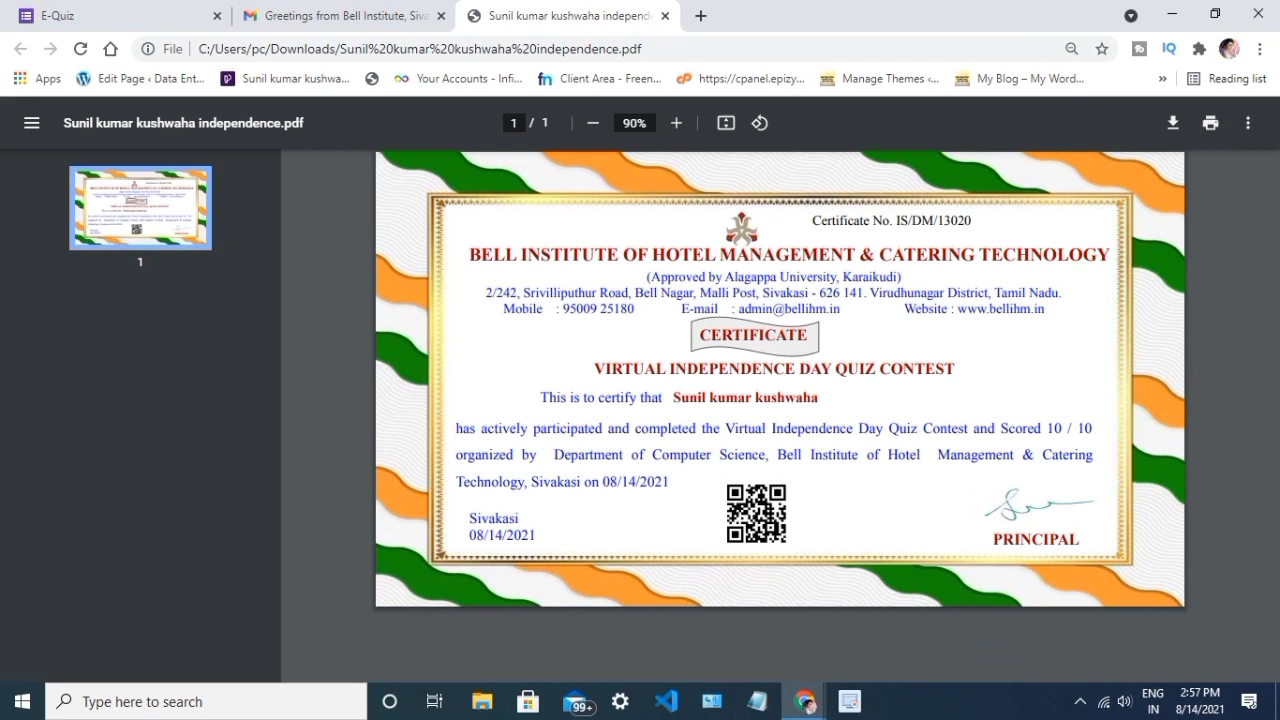 E-Quiz
Greetings from Bell Institute, Siva
Sunil kumar kushwaha independ
File
C:/Users/pc/Downloads/Sunil%20kumar%20kushwaha%20independence.pdf
IQ
Apps
Edit Page ‹ Data Ent...
Sunil kumar kushwa...
Your Accounts - Infi...
fn
Client Area - Freen...
cP
https://cpanel.epizy...
Manage Themes ‹...
My Blog – My Word...
»
Reading list
Sunil kumar kushwaha independence.pdf
1 / 1
90%
1
Certificate No. IS/DM/13020
BELL INSTITUTE OF HOTEL MANAGEMENT & CATERING TECHNOLOGY
(Approved by Alagappa University, Karaikudi)
2/242, Srivilliputhur Road, Bell Nagar, Malli Post, Sivakasi - 626 141. Virudhunagar District, Tamil Nadu.
Mobile : 95009 25180 E-mail : admin@bellihm.in Website : www.bellihm.in
CERTIFICATE
VIRTUAL INDEPENDENCE DAY QUIZ CONTEST
This is to certify that Sunil kumar kushwaha
has actively participated and completed the Virtual Independence Day Quiz Contest and Scored 10 / 10
organized by Department of Computer Science, Bell Institute of Hotel Management & Catering
Technology, Sivakasi on 08/14/2021
Sivakasi
08/14/2021
PRINCIPAL
Type here to search
99+
ENG
IN
2:57 PM
8/14/2021